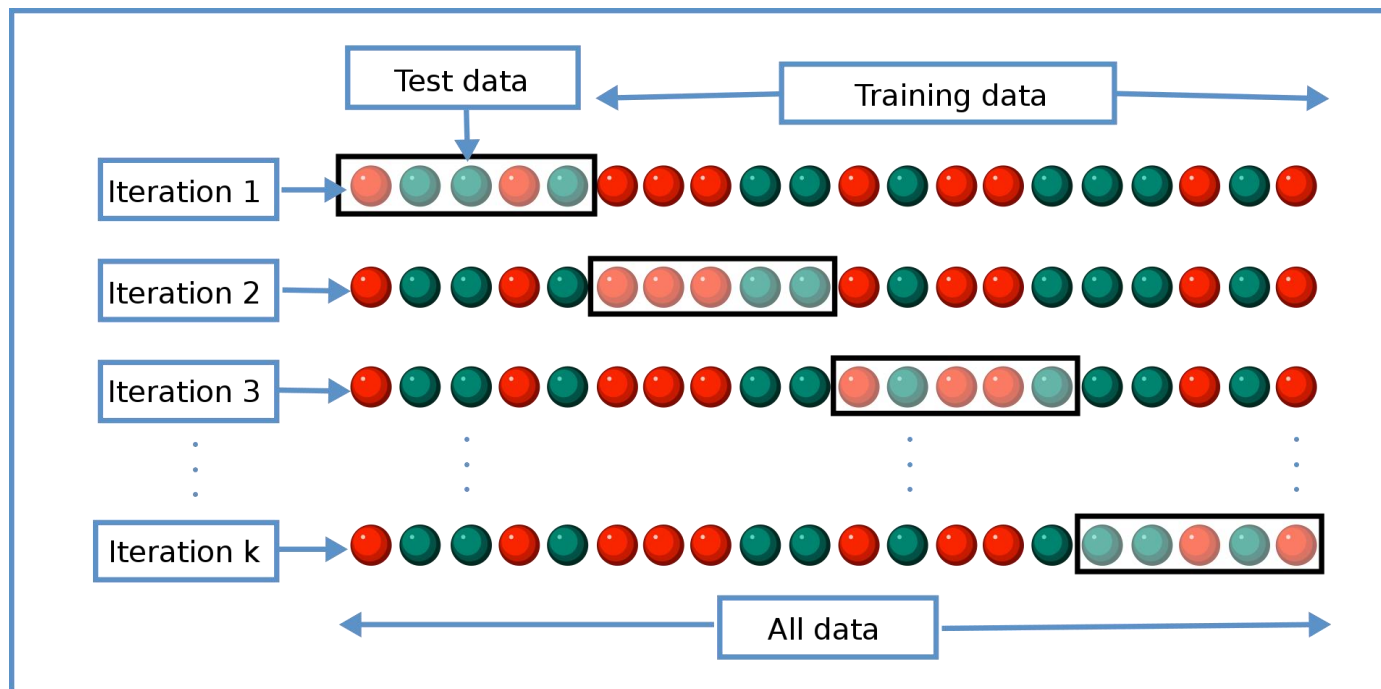 Test data
Training data
Iteration 1
Iteration 2
Iteration 3
Iteration k
All data